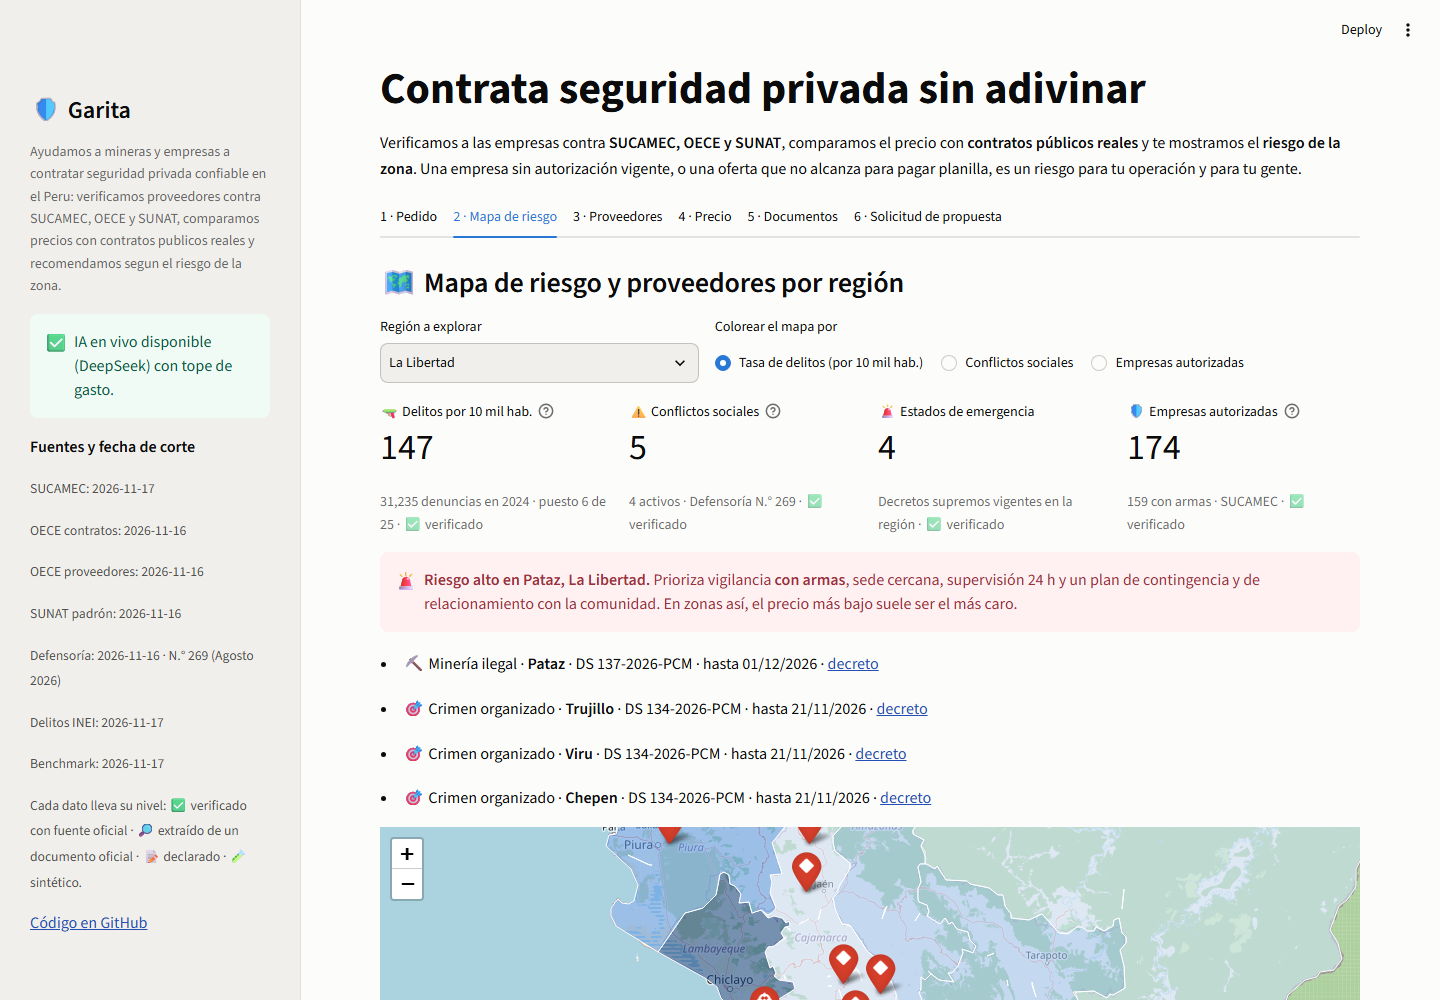 Deploy
Garita
Ayudamos a mineras y empresas a
contratar seguridad privada confiable en
el Peru: verificamos proveedores contra
SUCAMEC, OECE y SUNAT, comparamos
precios con contratos publicos reales y
recomendamos segun el riesgo de la
zona.
IA en vivo disponible
(DeepSeek) con tope de
gasto.
Fuentes y fecha de corte
SUCAMEC: 2026-11-17
OECE contratos: 2026-11-16
OECE proveedores: 2026-11-16
SUNAT padrón: 2026-11-16
Defensoría: 2026-11-16 · N.° 269 (Agosto
2026)
Delitos INEI: 2026-11-17
Benchmark: 2026-11-17
Cada dato lleva su nivel: ✅ verificado
con fuente oficial · 🔎 extraído de un
documento oficial · 📝 declarado · 🧪
sintético.
Código en GitHub
Contrata seguridad privada sin adivinar
Verificamos a las empresas contra SUCAMEC, OECE y SUNAT, comparamos el precio con contratos públicos reales y te mostramos el riesgo de la
zona. Una empresa sin autorización vigente, o una oferta que no alcanza para pagar planilla, es un riesgo para tu operación y para tu gente.
1 · Pedido 2 · Mapa de riesgo 3 · Proveedores 4 · Precio 5 · Documentos 6 · Solicitud de propuesta
Mapa de riesgo y proveedores por región
Región a explorar
La Libertad
Colorear el mapa por
Tasa de delitos (por 10 mil hab.) Conflictos sociales Empresas autorizadas
Delitos por 10 mil hab.
147
31,235 denuncias en 2024 · puesto 6 de
25 · ✅ verificado
Conflictos sociales
5
4 activos · Defensoría N.° 269 · ✅
verificado
Estados de emergencia
4
Decretos supremos vigentes en la
región · ✅ verificado
Empresas autorizadas
174
159 con armas · SUCAMEC · ✅
verificado
Riesgo alto en Pataz, La Libertad. Prioriza vigilancia con armas, sede cercana, supervisión 24 h y un plan de contingencia y de
relacionamiento con la comunidad. En zonas así, el precio más bajo suele ser el más caro.
Minería ilegal · Pataz · DS 137-2026-PCM · hasta 01/12/2026 · decreto
Crimen organizado · Trujillo · DS 134-2026-PCM · hasta 21/11/2026 · decreto
Crimen organizado · Viru · DS 134-2026-PCM · hasta 21/11/2026 · decreto
Crimen organizado · Chepen · DS 134-2026-PCM · hasta 21/11/2026 · decreto
+
−
Piura
Piura
Lambayeque
Chiclayo
Cajamarca
Tarapoto